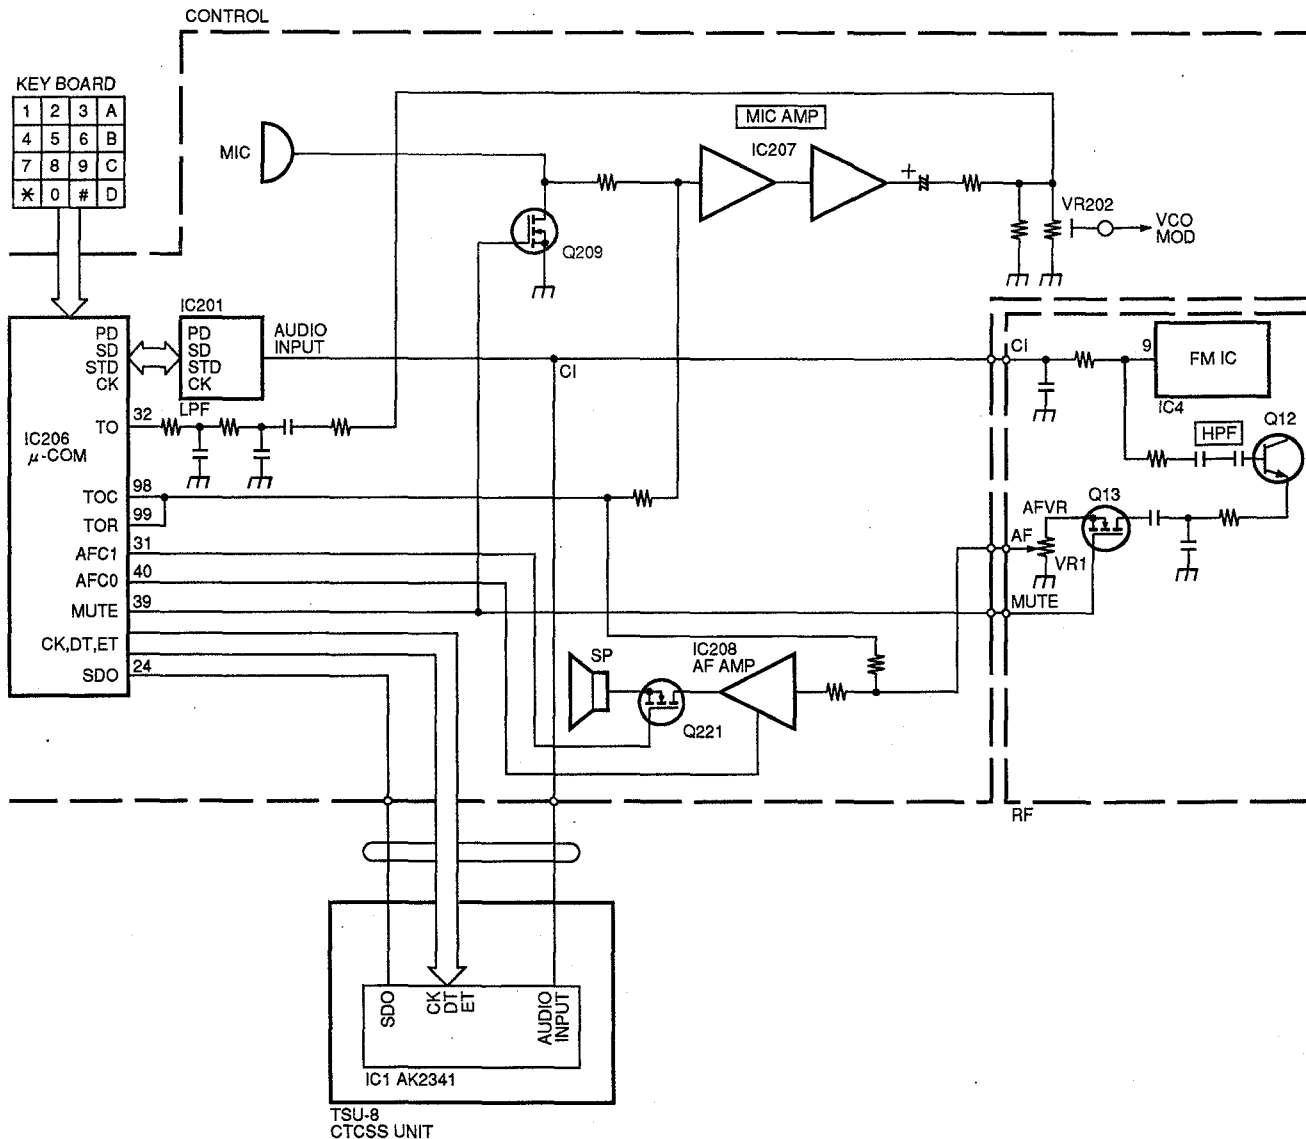 CONTROL
KEY BOARD
1 2 3 A
4 5 6 B
7 8 9 C
* 0 # D
MIC
MIC AMP
IC207
+
VR202
VCO
MOD
Q209
IC201
PD
SD
STD
CK
PD
SD
STD
CK
AUDIO
INPUT
CI
CI
9
FM IC
IC4
LPF
TO
32
IC206
μ-COM
HPF
Q12
TOC
98
TOR
99
AFC1
31
AFC0
40
MUTE
39
CK,DT,ET
SDO
24
Q13
AFVR
AF
VR1
MUTE
SP
IC208
AF AMP
Q221
RF
SDO
CK
DT
ET
AUDIO
INPUT
IC1 AK2341
TSU-8
CTCSS UNIT